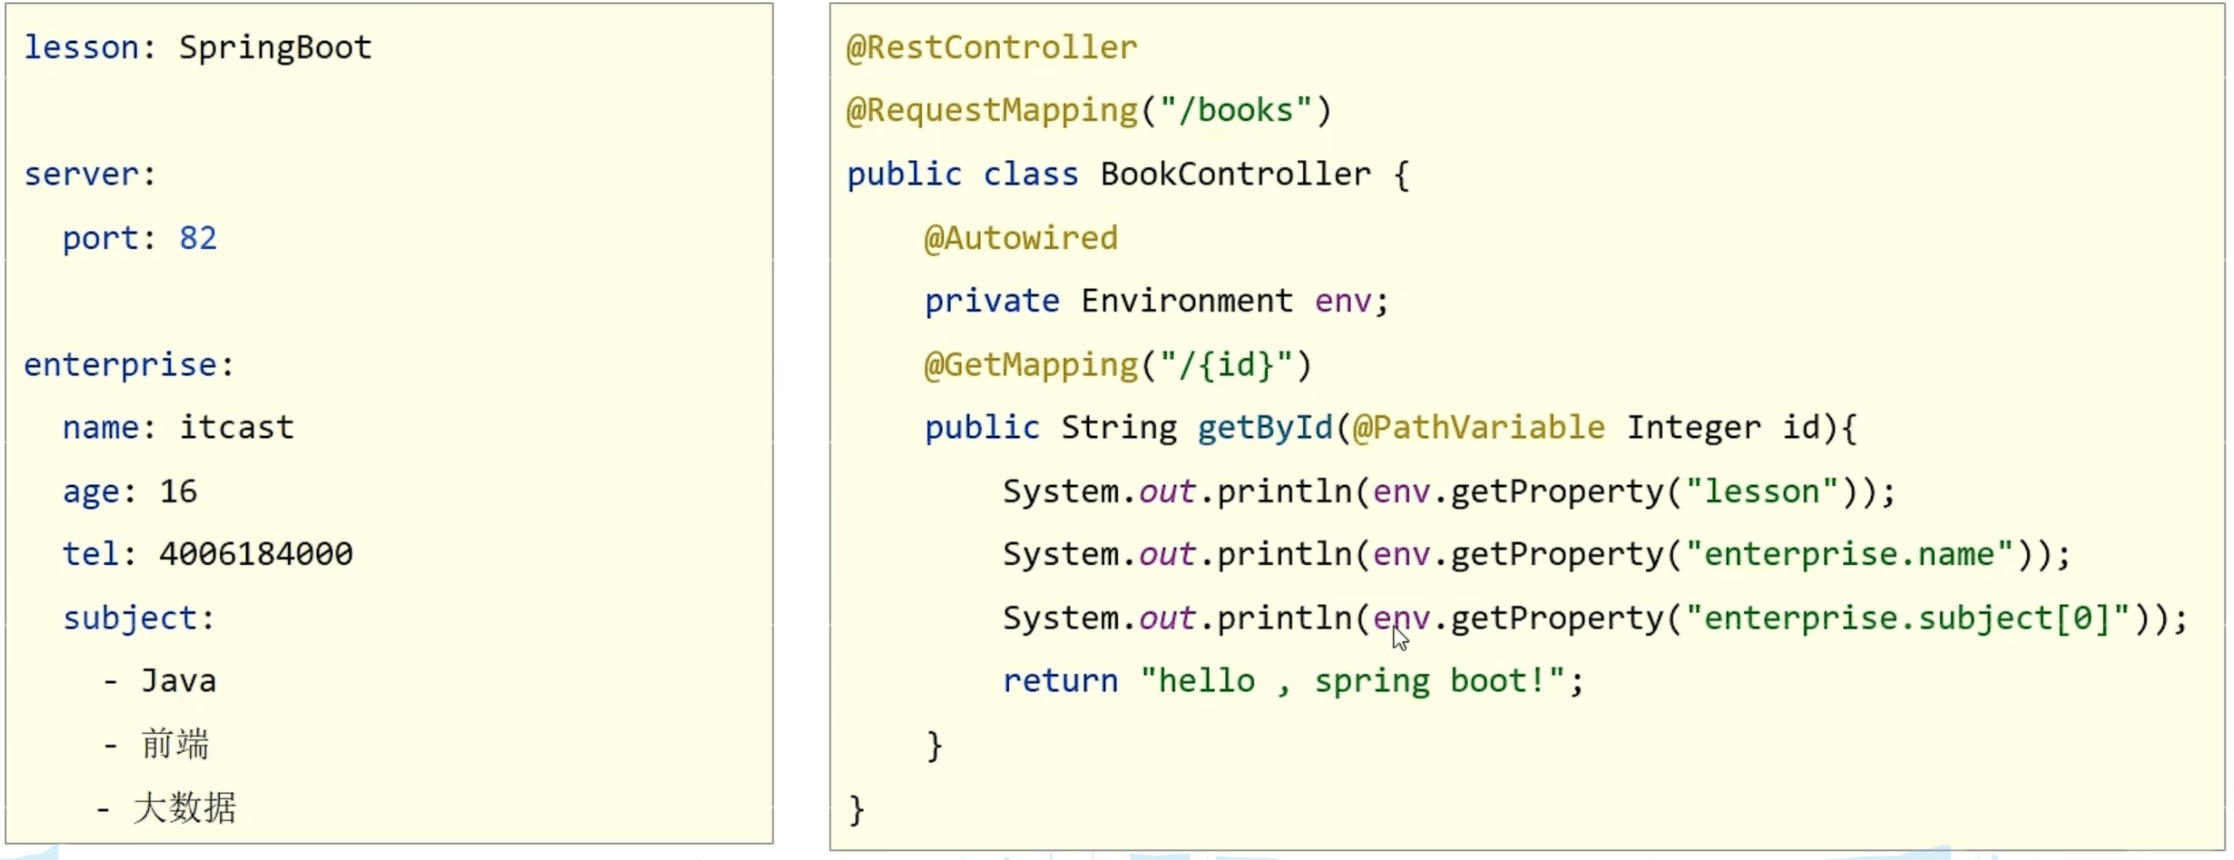 lesson: SpringBoot
server:
  port: 82
enterprise:
  name: itcast
  age: 16
  tel: 4006184000
  subject:
    - Java
    - 前端
    - 大数据
@RestController
@RequestMapping("/books")
public class BookController {
    @Autowired
    private Environment env;
    @GetMapping("/{id}")
    public String getById(@PathVariable Integer id){
        System.out.println(env.getProperty("lesson"));
        System.out.println(env.getProperty("enterprise.name"));
        System.out.println(env.getProperty("enterprise.subject[0]"));
        return "hello , spring boot!";
    }
}